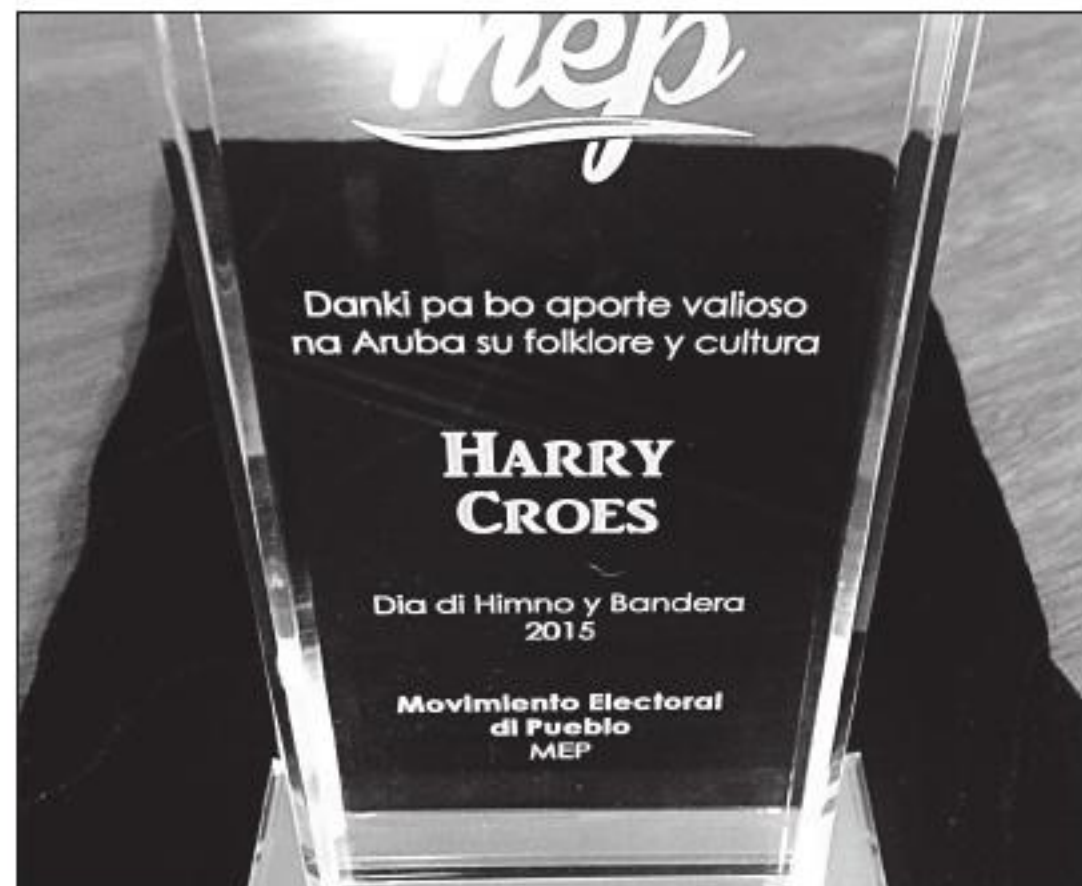 mep
Danki pa bo aporte valioso
na Aruba su folklore y cultura
HARRY
CROES
Dia di Himno y Bandera
2015
Movimiento Electoral
di Pueblo
MEP